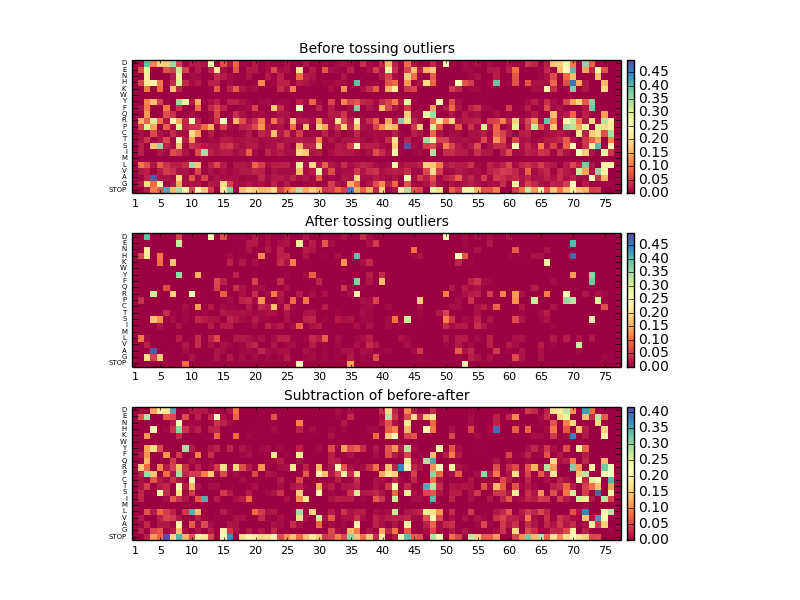 Before tossing outliers
D
E
N
H
K
W
Y
F
Q
R
P
C
T
S
I
M
L
V
A
G
STOP
1 5 10 15 20 25 30 35 40 45 50 55 60 65 70 75
0.45
0.40
0.35
0.30
0.25
0.20
0.15
0.10
0.05
0.00
After tossing outliers
D
E
N
H
K
W
Y
F
Q
R
P
C
T
S
I
M
L
V
A
G
STOP
1 5 10 15 20 25 30 35 40 45 50 55 60 65 70 75
0.45
0.40
0.35
0.30
0.25
0.20
0.15
0.10
0.05
0.00
Subtraction of before-after
D
E
N
H
K
W
Y
F
Q
R
P
C
T
S
I
M
L
V
A
G
STOP
1 5 10 15 20 25 30 35 40 45 50 55 60 65 70 75
0.40
0.35
0.30
0.25
0.20
0.15
0.10
0.05
0.00